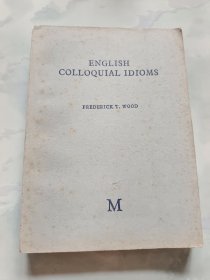 ENGLISH
COLLOQUIAL IDIOMS
FREDERICK T. WOOD
M